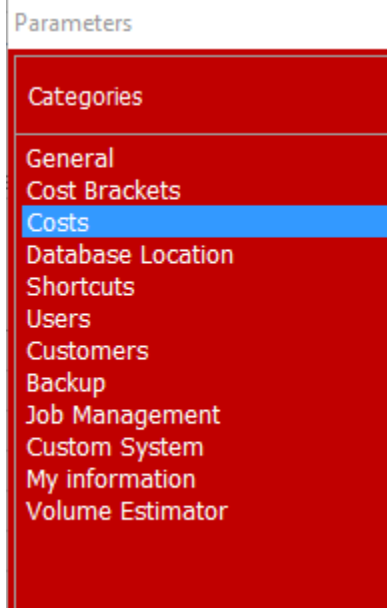 Parameters
Categories
General
Cost Brackets
Costs
Database Location
Shortcuts
Users
Customers
Backup
Job Management
Custom System
My information
Volume Estimator